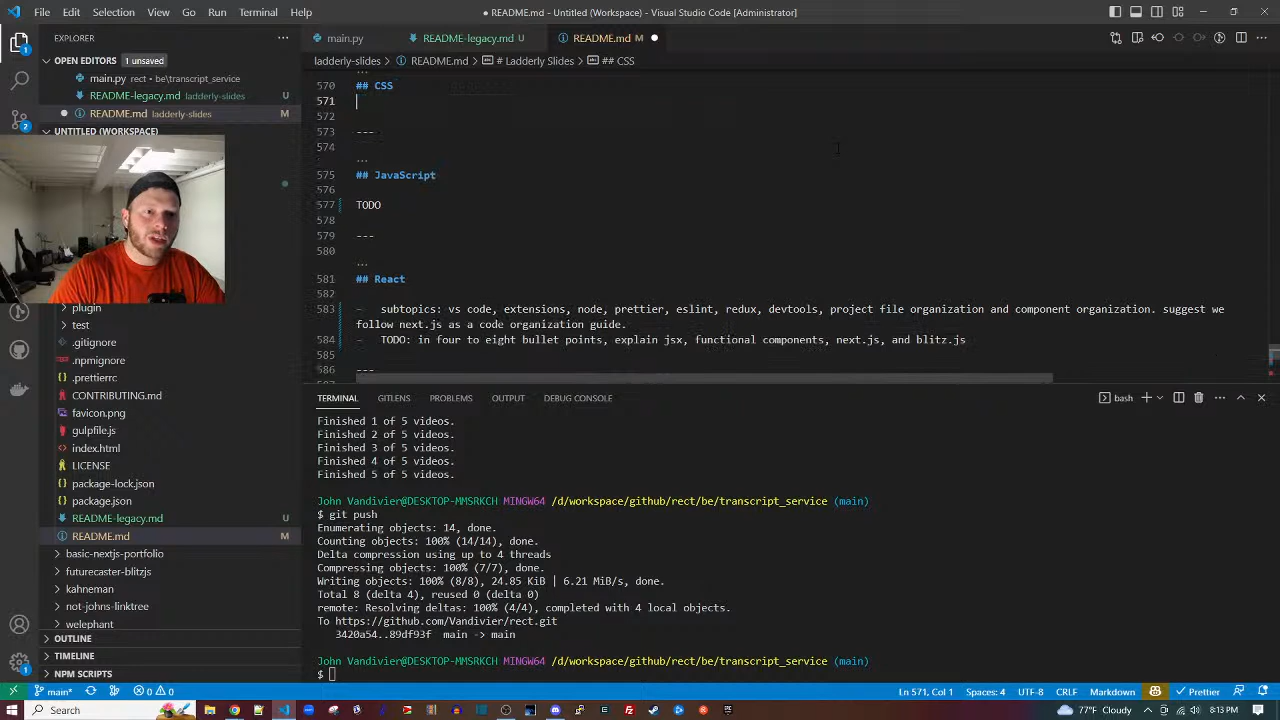 File Edit Selection View Go Run Terminal Help
● README.md - Untitled (Workspace) - Visual Studio Code [Administrator]
EXPLORER
OPEN EDITORS 1 unsaved
main.py rect • be\transcript_service
README-legacy.md ladderly-slides U
README.md ladderly-slides M
UNTITLED (WORKSPACE)
plugin
test
.gitignore
.npmignore
.prettierrc
CONTRIBUTING.md
favicon.png
gulpfile.js
index.html
LICENSE
package-lock.json
package.json
README-legacy.md U
README.md M
basic-nextjs-portfolio
futurecaster-blitzjs
kahneman
not-johns-linktree
welephant
OUTLINE
TIMELINE
NPM SCRIPTS
main.py
README-legacy.md U
README.md M
ladderly-slides > README.md > # Ladderly Slides > ## CSS
570 ## CSS
571
572
573 ---
574
575 ## JavaScript
576
577 TODO
578
579 ---
580
581 ## React
582
583 - subtopics: vs code, extensions, node, prettier, eslint, redux, devtools, project file organization and component organization. suggest we
follow next.js as a code organization guide.
584 - TODO: in four to eight bullet points, explain jsx, functional components, next.js, and blitz.js
585
586 ---
TERMINAL GITLENS PROBLEMS OUTPUT DEBUG CONSOLE
bash
Finished 1 of 5 videos.
Finished 2 of 5 videos.
Finished 3 of 5 videos.
Finished 4 of 5 videos.
Finished 5 of 5 videos.
John Vandivier@DESKTOP-MMSRKCH MINGW64 /d/workspace/github/rect/be/transcript_service (main)
$ git push
Enumerating objects: 14, done.
Counting objects: 100% (14/14), done.
Delta compression using up to 4 threads
Compressing objects: 100% (7/7), done.
Writing objects: 100% (8/8), 24.85 KiB | 6.21 MiB/s, done.
Total 8 (delta 4), reused 0 (delta 0)
remote: Resolving deltas: 100% (4/4), completed with 4 local objects.
To https://github.com/Vandivier/rect.git
3420a54..89df93f main -> main
John Vandivier@DESKTOP-MMSRKCH MINGW64 /d/workspace/github/rect/be/transcript_service (main)
$
main* 0 0 Ln 571, Col 1 Spaces: 4 UTF-8 CRLF Markdown Prettier
Search 77°F Cloudy 8:13 PM